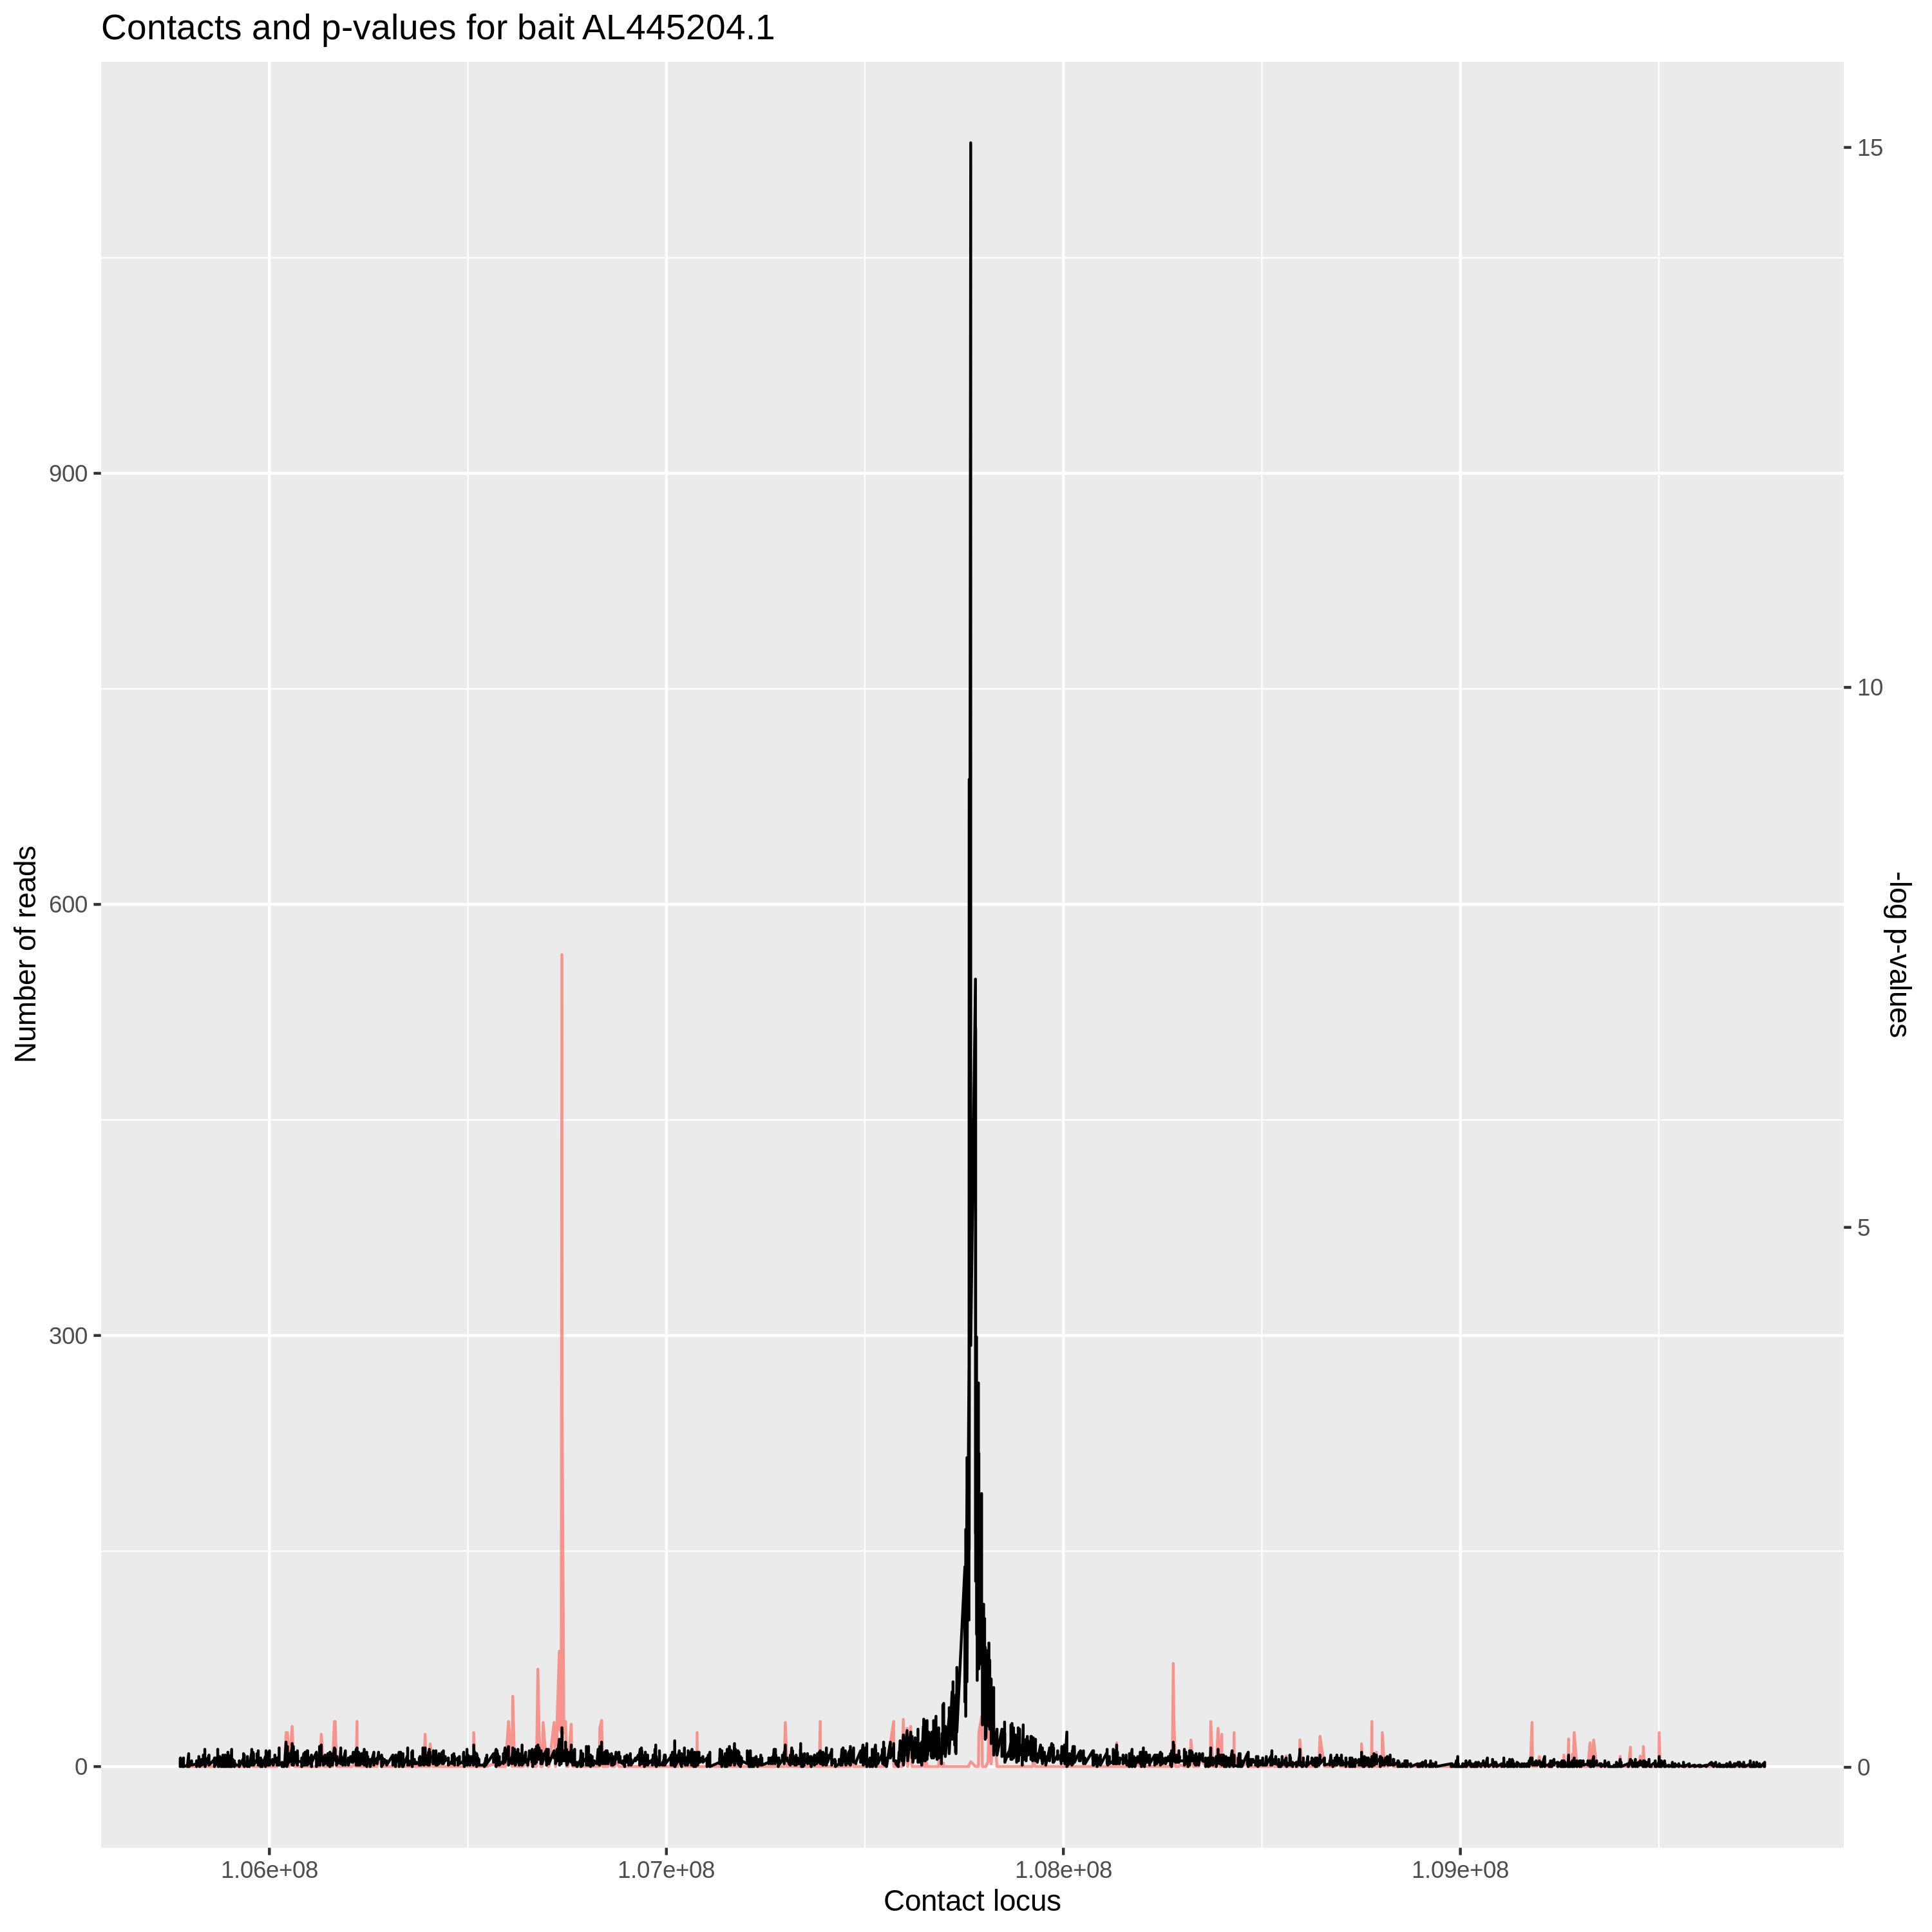 Contacts and p-values for bait AL445204.1
15
900
10
600
Number of reads
-log p-values
5
300
0
0
1.06e+08
1.07e+08
1.08e+08
1.09e+08
Contact locus